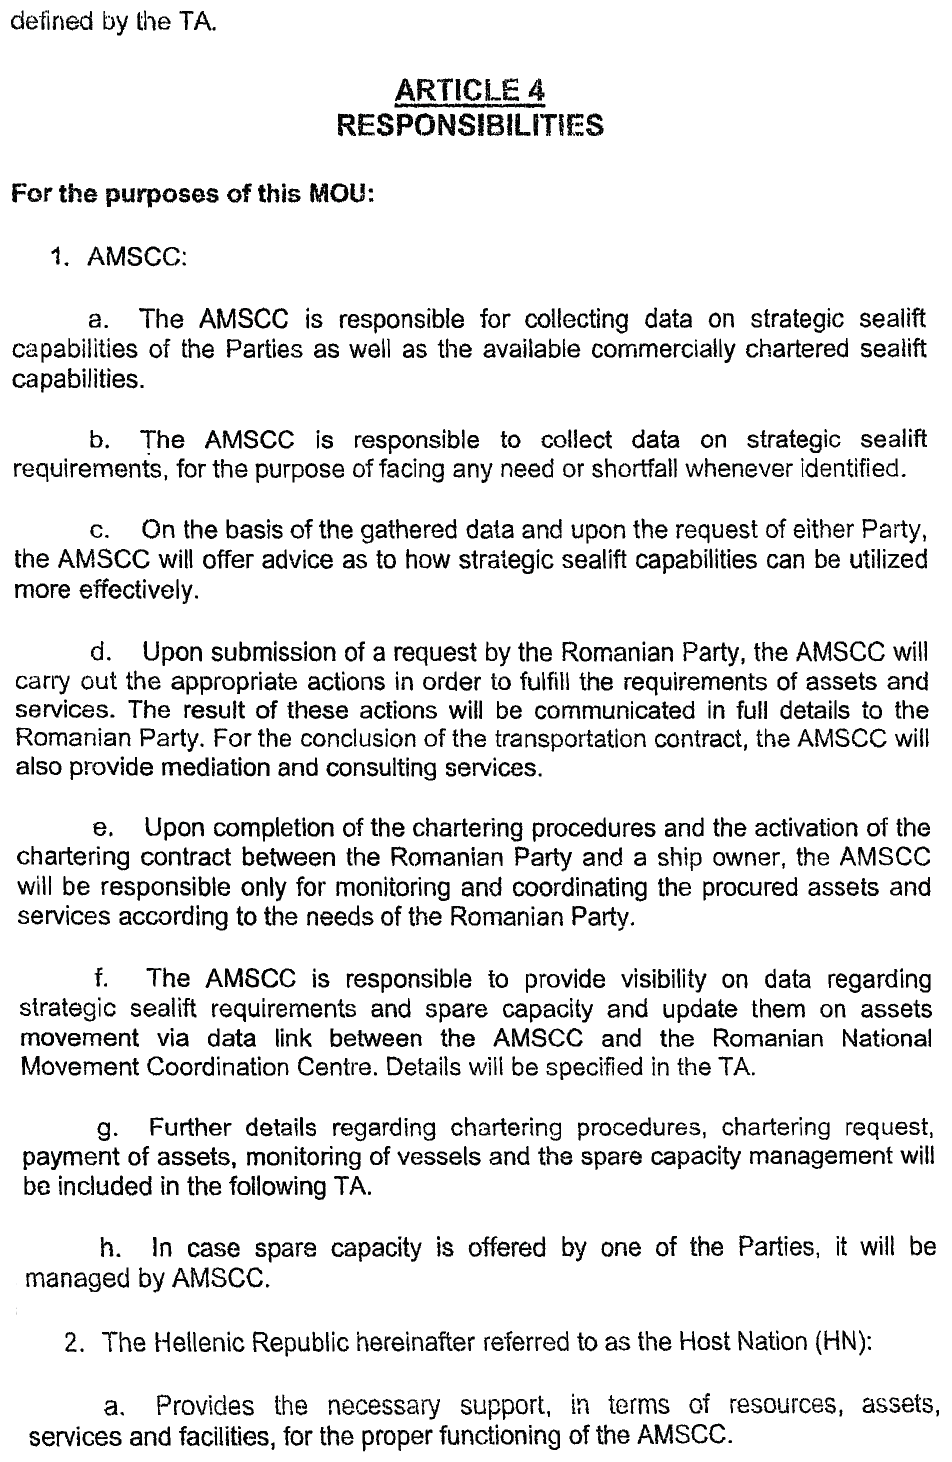 defined by the TA.
ARTICLE 4
RESPONSIBILITIES
For the purposes of this MOU:
1. AMSCC:
a. The AMSCC is responsible for collecting data on strategic sealift
capabilities of the Parties as well as the available commercially chartered sealift
capabilities.
b. The AMSCC is responsible to collect data on strategic sealift
requirements, for the purpose of facing any need or shortfall whenever identified.
c. On the basis of the gathered data and upon the request of either Party,
the AMSCC will offer advice as to how strategic sealift capabilities can be utilized
more effectively.
d. Upon submission of a request by the Romanian Party, the AMSCC will
carry out the appropriate actions in order to fulfill the requirements of assets and
services. The result of these actions will be communicated in full details to the
Romanian Party. For the conclusion of the transportation contract, the AMSCC will
also provide mediation and consulting services.
e. Upon completion of the chartering procedures and the activation of the
chartering contract between the Romanian Party and a ship owner, the AMSCC
will be responsible only for monitoring and coordinating the procured assets and
services according to the needs of the Romanian Party.
f. The AMSCC is responsible to provide visibility on data regarding
strategic sealift requirements and spare capacity and update them on assets
movement via data link between the AMSCC and the Romanian National
Movement Coordination Centre. Details will be specified in the TA.
g. Further details regarding chartering procedures, chartering request,
payment of assets, monitoring of vessels and the spare capacity management will
be included in the following TA.
h. In case spare capacity is offered by one of the Parties, it will be
managed by AMSCC.
2. The Hellenic Republic hereinafter referred to as the Host Nation (HN):
a. Provides the necessary support, in terms of resources, assets,
services and facilities, for the proper functioning of the AMSCC.